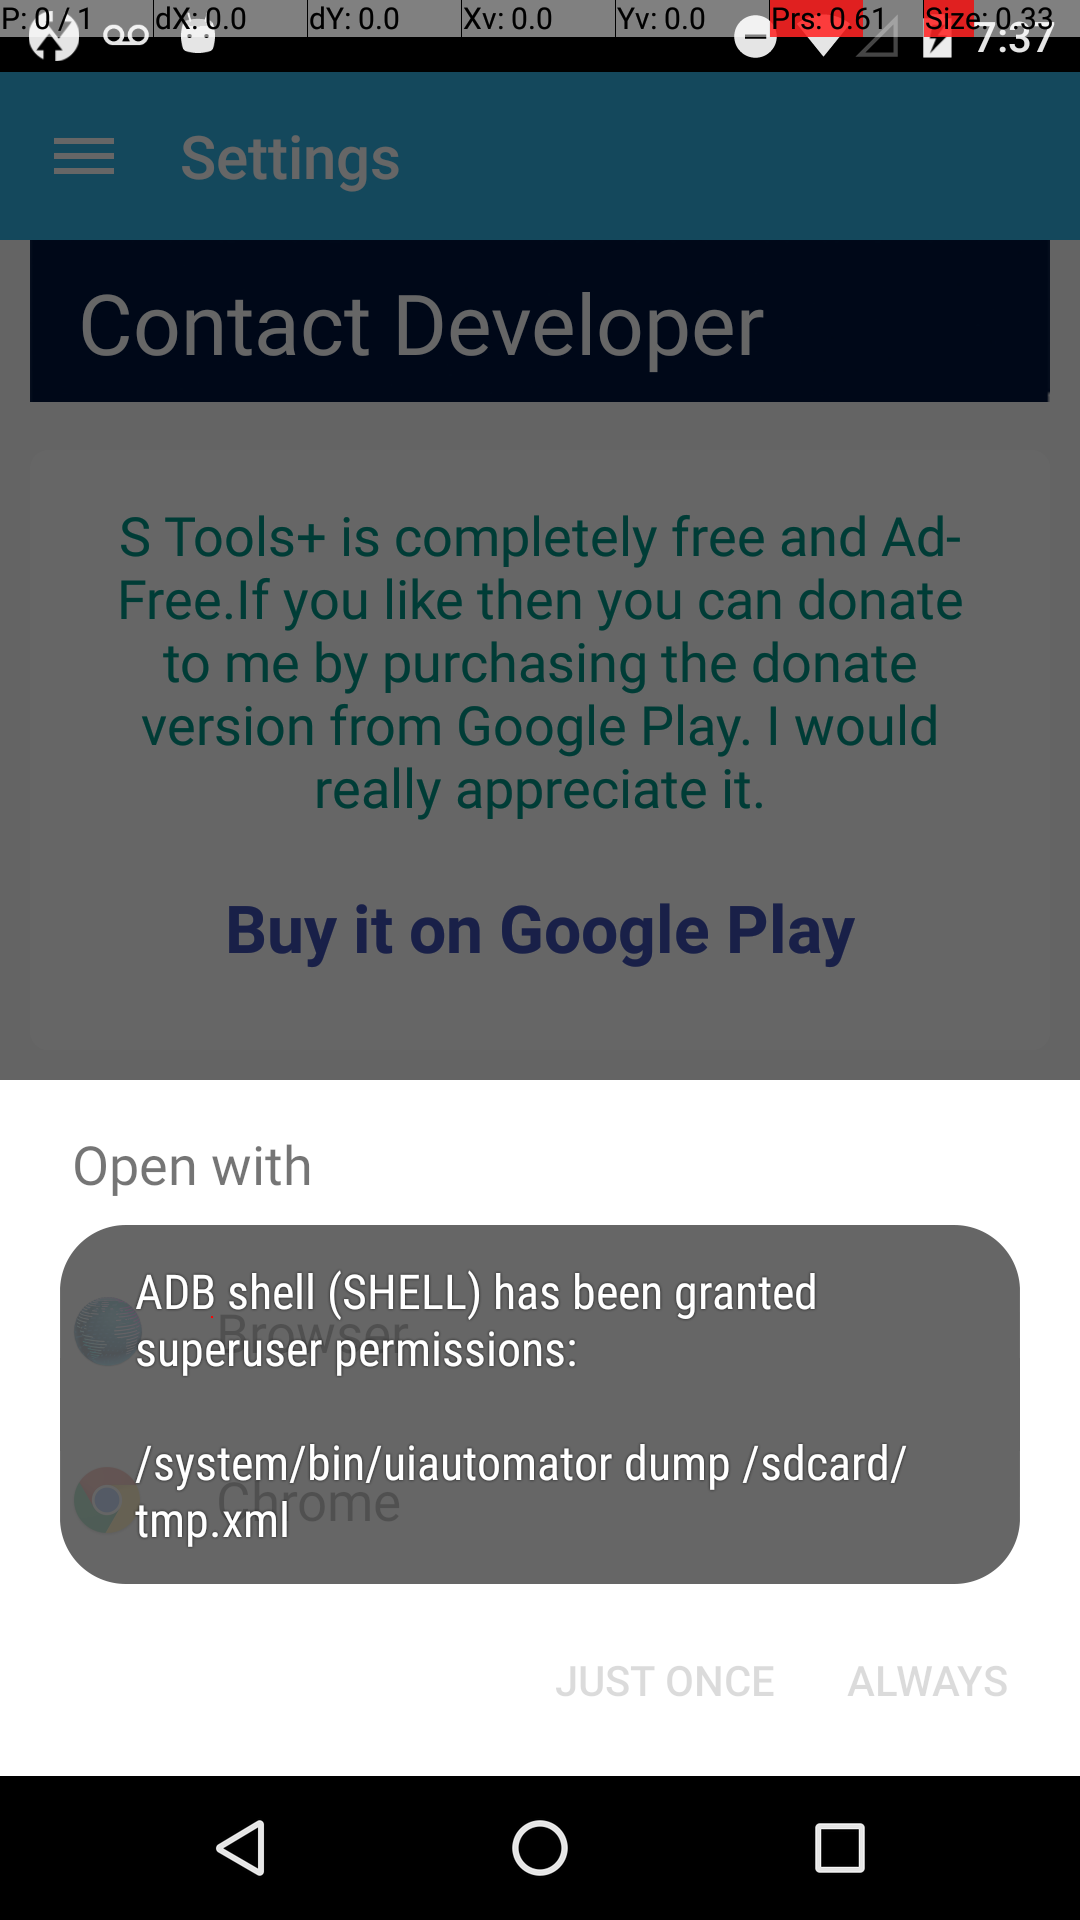 P: 0 / 1
dX: 0.0
dY: 0.0
Xv: 0.0
Yv: 0.0
Prs: 0.61
Size: 0.33
7:37
Settings
Contact Developer
S Tools+ is completely free and Ad-
Free.If you like then you can donate
to me by purchasing the donate
version from Google Play. I would
really appreciate it.
Buy it on Google Play
Open with
ADB shell (SHELL) has been granted
superuser permissions:
Browser
/system/bin/uiautomator dump /sdcard/
tmp.xml
Chrome
JUST ONCE
ALWAYS